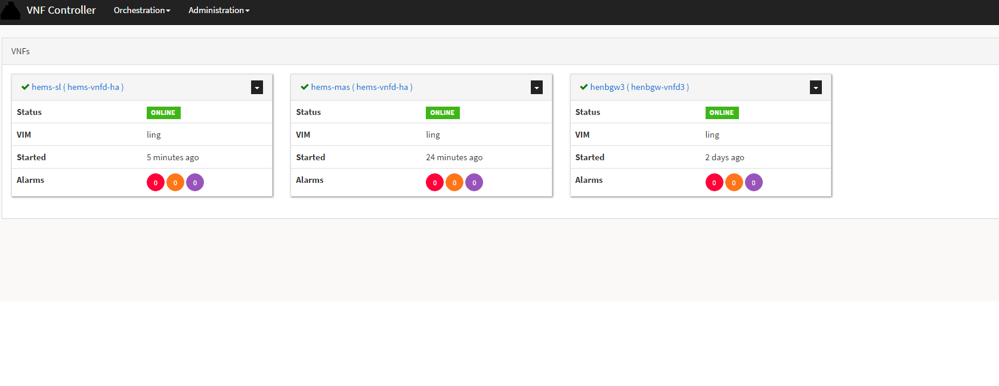 VNF Controller Orchestration Administration
VNFs
hems-sl ( hems-vnfd-ha )
Status ONLINE
VIM ling
Started 5 minutes ago
Alarms 0 0 0
hems-mas ( hems-vnfd-ha )
Status ONLINE
VIM ling
Started 24 minutes ago
Alarms 0 0 0
henbgw3 ( henbgw-vnfd3 )
Status ONLINE
VIM ling
Started 2 days ago
Alarms 0 0 0